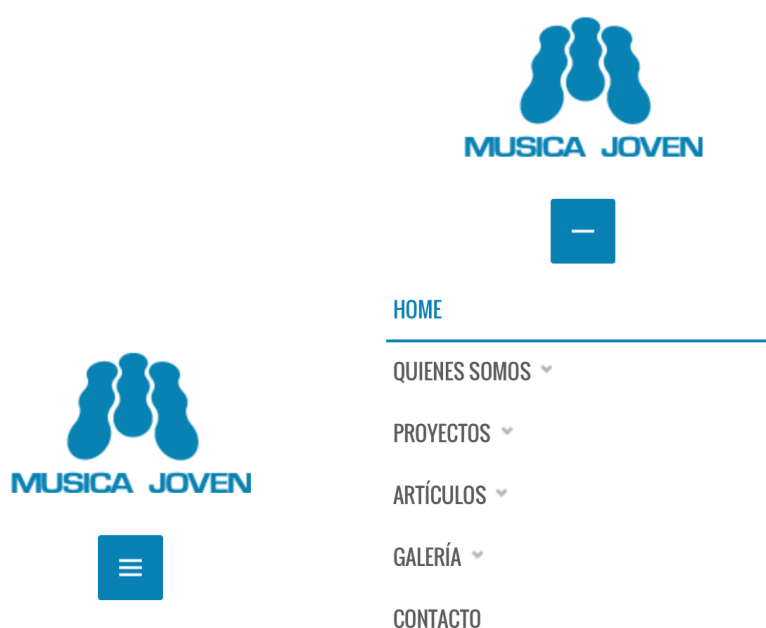 MUSICA JOVEN
HOME
QUIENES SOMOS
PROYECTOS
ARTÍCULOS
GALERÍA
CONTACTO
MUSICA JOVEN